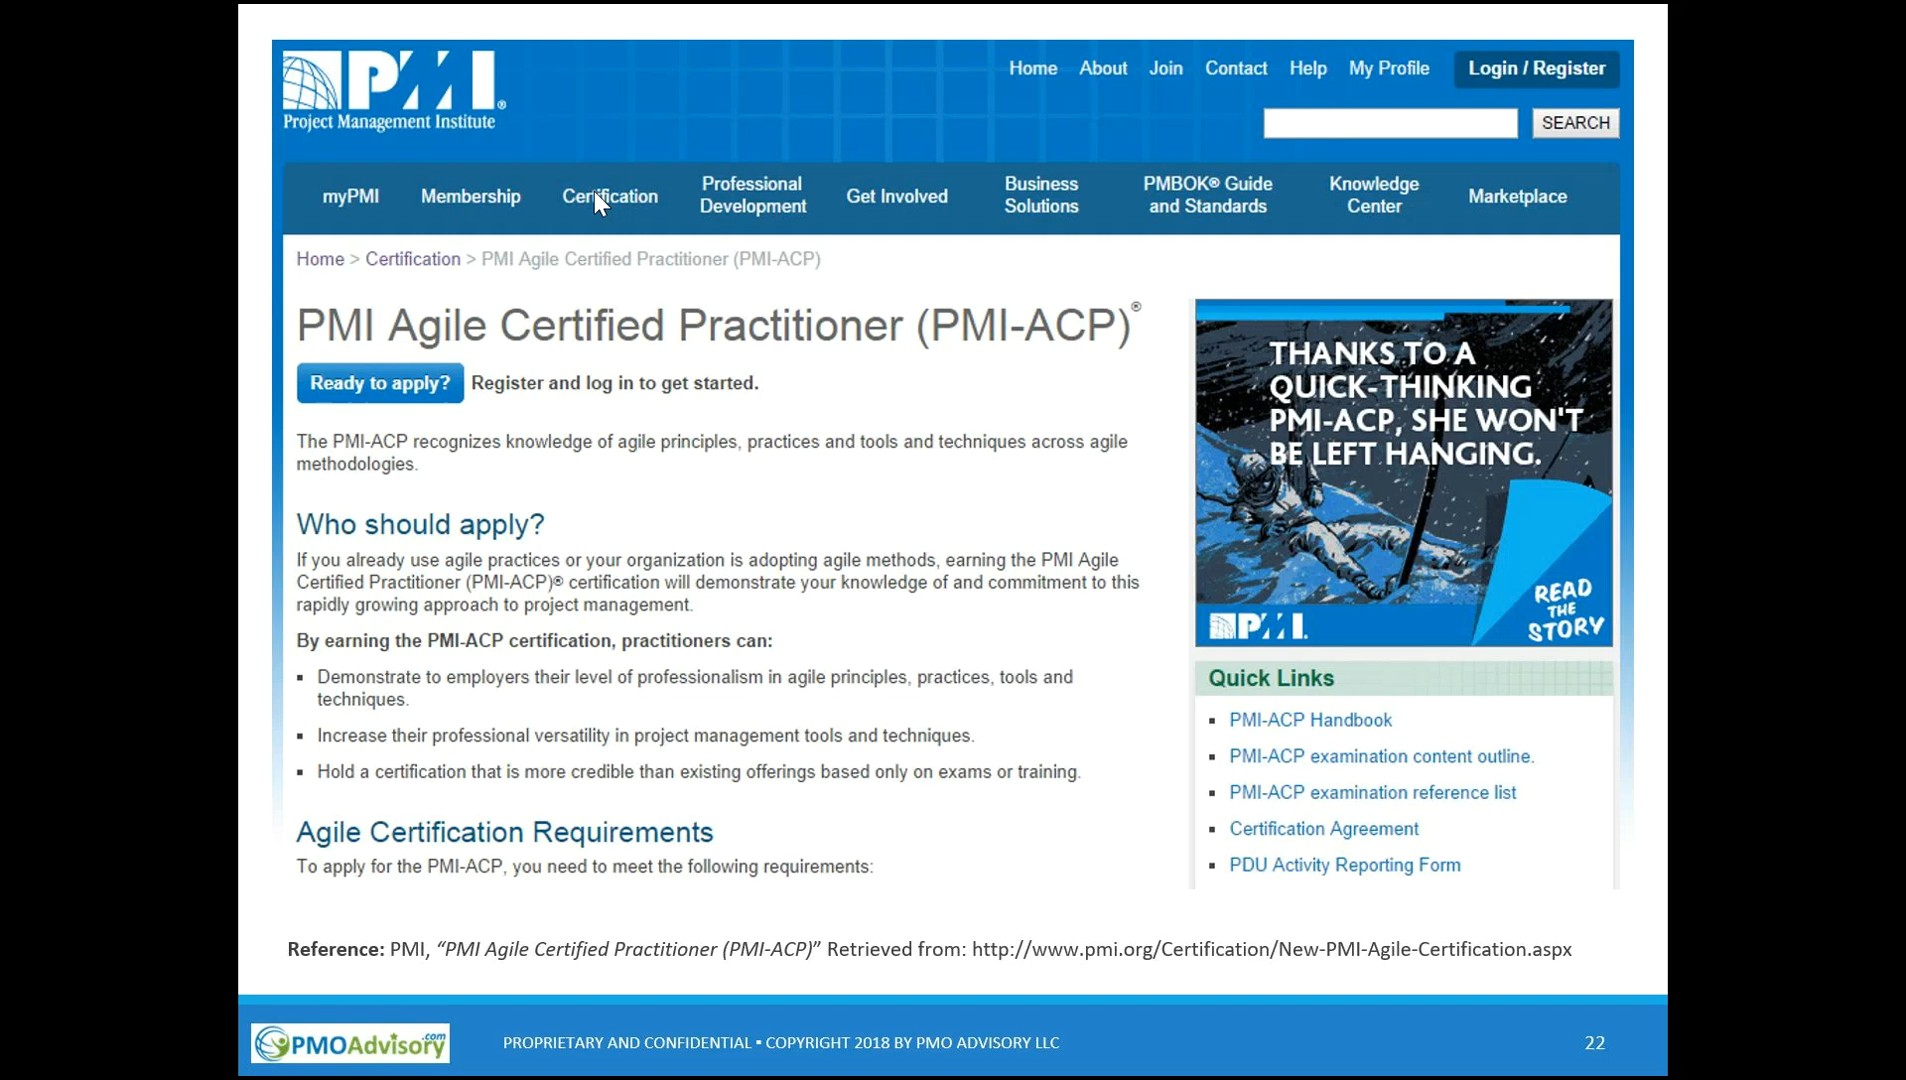 PMI®
Project Management Institute
Home About Join Contact Help My Profile Login / Register
SEARCH
myPMI Membership Certification Professional Development Get Involved Business Solutions PMBOK® Guide and Standards Knowledge Center Marketplace
Home > Certification > PMI Agile Certified Practitioner (PMI-ACP)
PMI Agile Certified Practitioner (PMI-ACP)®
Ready to apply? Register and log in to get started.
The PMI-ACP recognizes knowledge of agile principles, practices and tools and techniques across agile
methodologies.
Who should apply?
If you already use agile practices or your organization is adopting agile methods, earning the PMI Agile
Certified Practitioner (PMI-ACP)® certification will demonstrate your knowledge of and commitment to this
rapidly growing approach to project management.
By earning the PMI-ACP certification, practitioners can:
▪ Demonstrate to employers their level of professionalism in agile principles, practices, tools and
techniques.
▪ Increase their professional versatility in project management tools and techniques.
▪ Hold a certification that is more credible than existing offerings based only on exams or training.
Agile Certification Requirements
To apply for the PMI-ACP, you need to meet the following requirements:
THANKS TO A
QUICK-THINKING
PMI-ACP, SHE WON'T
BE LEFT HANGING.
READ
THE
STORY
PMI.
Quick Links
▪ PMI-ACP Handbook
▪ PMI-ACP examination content outline.
▪ PMI-ACP examination reference list
▪ Certification Agreement
▪ PDU Activity Reporting Form
Reference: PMI, “PMI Agile Certified Practitioner (PMI-ACP)” Retrieved from: http://www.pmi.org/Certification/New-PMI-Agile-Certification.aspx
PMOAdvisory.com
PROPRIETARY AND CONFIDENTIAL ▪ COPYRIGHT 2018 BY PMO ADVISORY LLC
22